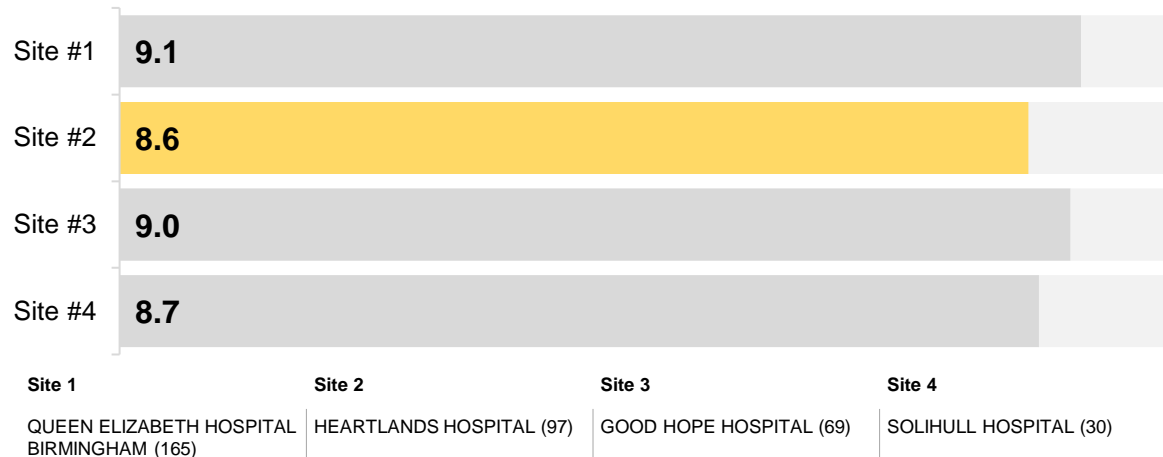 Site #1 9.1
Site #2 8.6
Site #3 9.0
Site #4 8.7
Site 1 Site 2 Site 3 Site 4
QUEEN ELIZABETH HOSPITAL HEARTLANDS HOSPITAL (97) GOOD HOPE HOSPITAL (69) SOLIHULL HOSPITAL (30)
BIRMINGHAM (165)